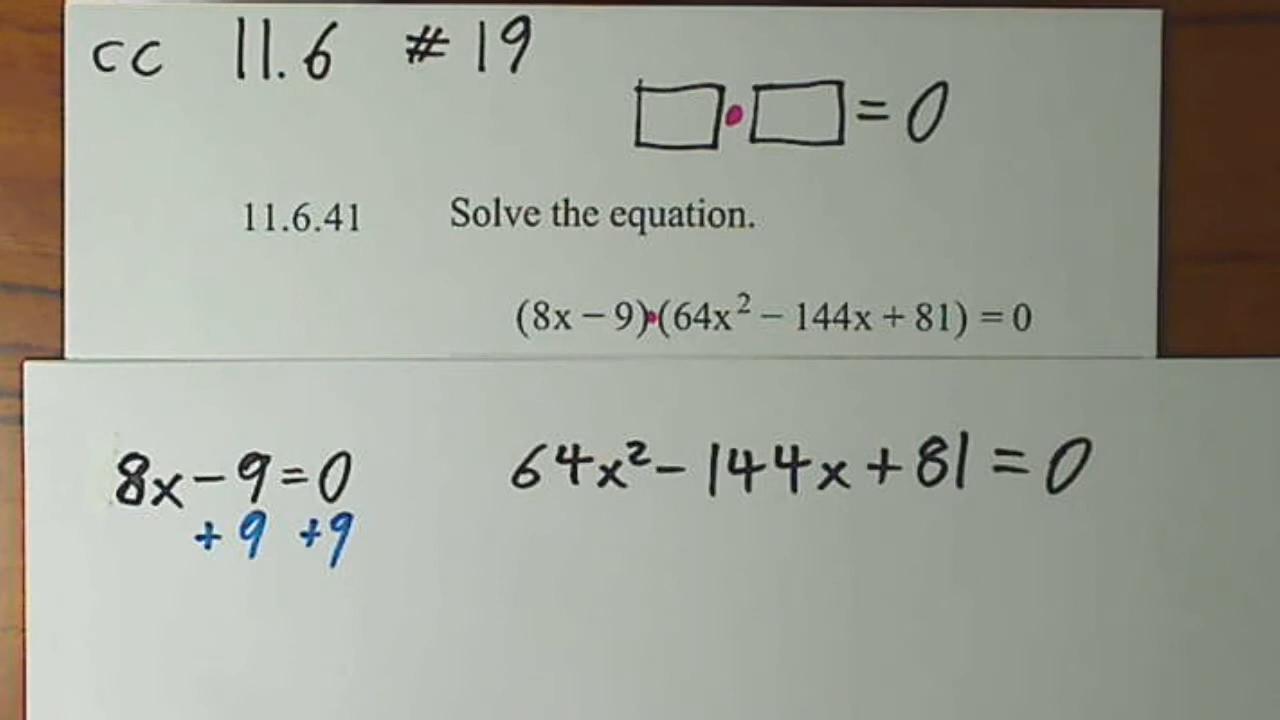 CC 11.6 #19
□•□=0
11.6.41 Solve the equation.
(8x − 9)•(64x² − 144x + 81) = 0
8x−9=0 64x²−144x+81=0
+9 +9